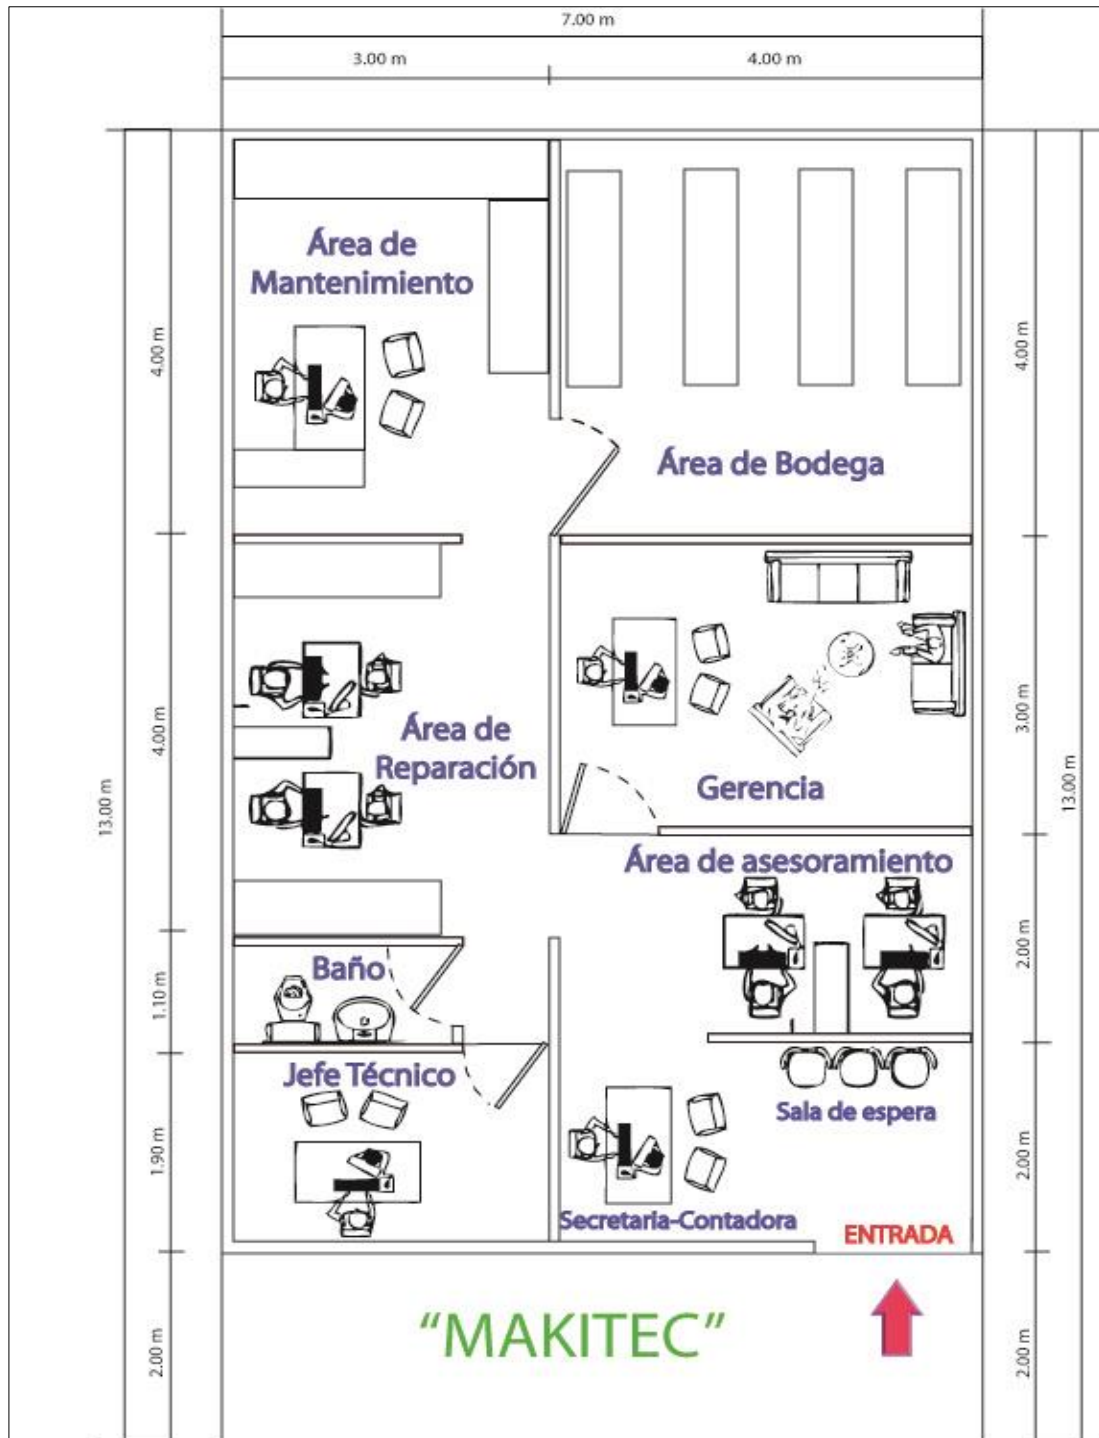 7.00 m
3.00 m
4.00 m
Área de
Mantenimiento
4.00 m
4.00 m
Área de Bodega
Área de
Reparación
4.00 m
3.00 m
Gerencia
13.00 m
13.00 m
Área de asesoramiento
2.00 m
Baño
1.10 m
Jefe Técnico
Sala de espera
1.90 m
2.00 m
Secretaria-Contadora
ENTRADA
“MAKITEC”
2.00 m
2.00 m